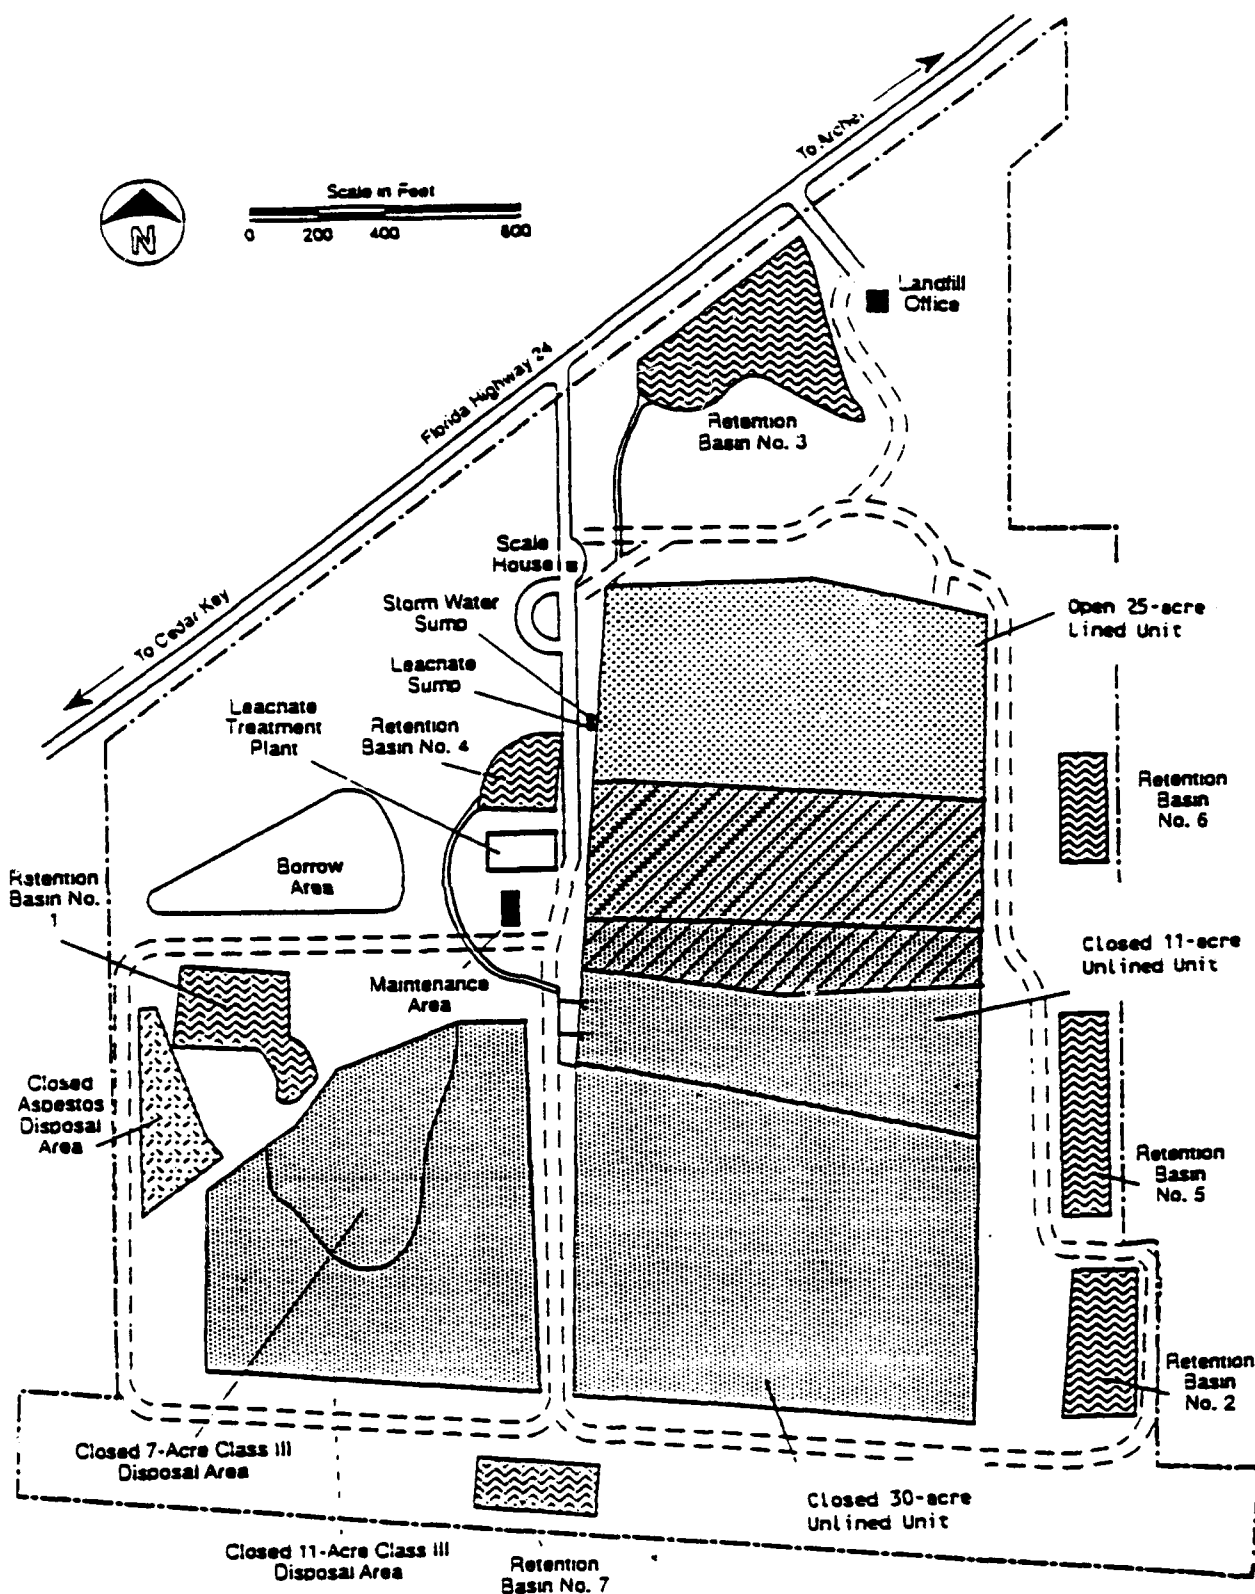 To Archer
Scale in Feet
N
0 200 400 800
Landfill
Office
Florida Highway 24
Retention
Basin No. 3
Scale
House
To Cedar Key
Storm Water
Sump
Open 25-acre
Lined Unit
Leachate
Sump
Leachate
Treatment
Plant
Retention
Basin No. 4
Retention
Basin
No. 6
Borrow
Area
Retention
Basin No.
1
Closed 11-acre
Unlined Unit
Maintenance
Area
Closed
Aspestos
Disposal
Area
Retention
Basin
No. 5
Retention
Basin
No. 2
Closed 7-Acre Class III
Disposal Area
Closed 30-acre
Unlined Unit
Closed 11-Acre Class III
Disposal Area
Retention
Basin No. 7